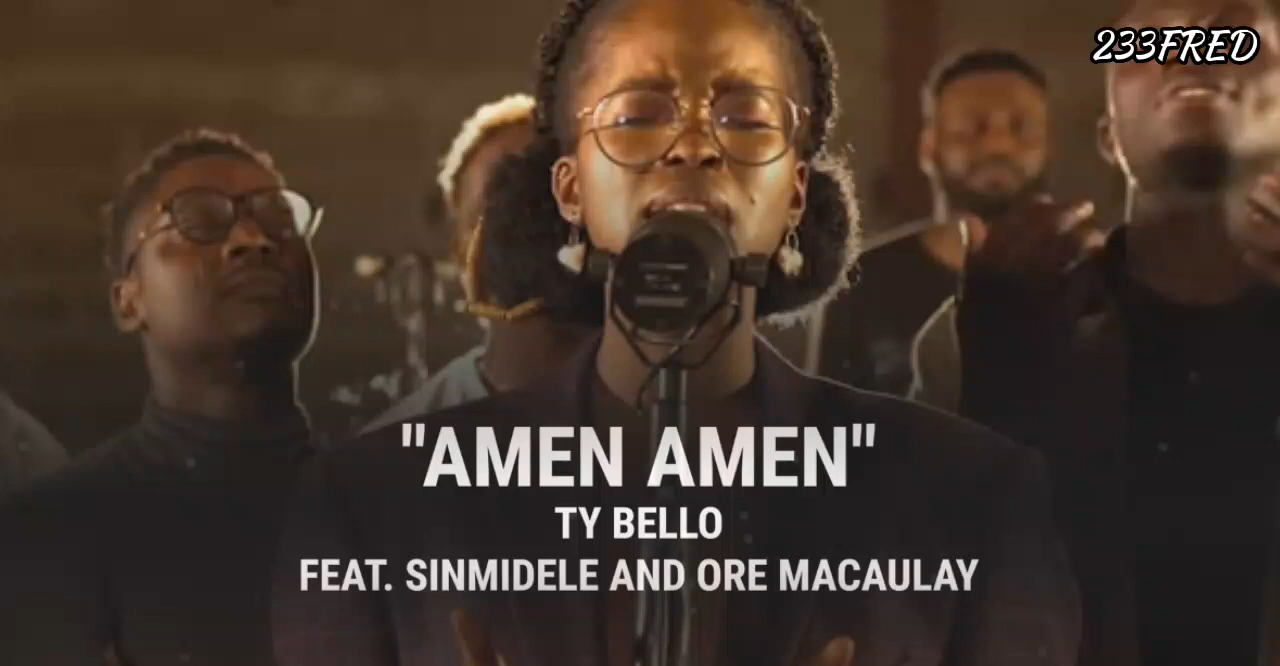 233FRED
"AMEN AMEN"
TY BELLO
FEAT. SINMIDELE AND ORE MACAULAY